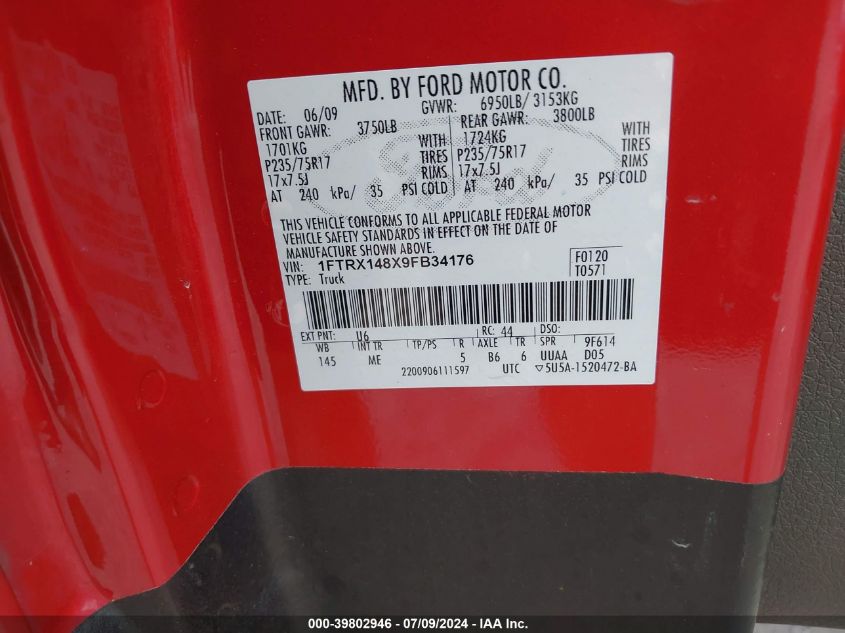 MFD. BY FORD MOTOR CO.
DATE: 06/09 GVWR: 6950LB/ 3153KG
FRONT GAWR: 3750LB REAR GAWR: 3800LB
1701KG WITH 1724KG WITH
P235/75R17 TIRES P235/75R17 TIRES
17x7.5J RIMS 17x7.5J RIMS
AT 240 kPa/ 35 PSI COLD AT 240 kPa/ 35 PSI COLD
Ford
THIS VEHICLE CONFORMS TO ALL APPLICABLE FEDERAL MOTOR
VEHICLE SAFETY STANDARDS IN EFFECT ON THE DATE OF
MANUFACTURE SHOWN ABOVE.
VIN: 1FTRX148X9FB34176 F0120
TYPE: Truck T0571
EXT PNT: U6 RC: 44 DSO:
WB INT TR TP/PS R AXLE TR SPR 9F614
145 ME 5 B6 6 UUAA D05
2200906111597 UTC ▽5U5A-1520472-BA
000-39802946 - 07/09/2024 - IAA Inc.